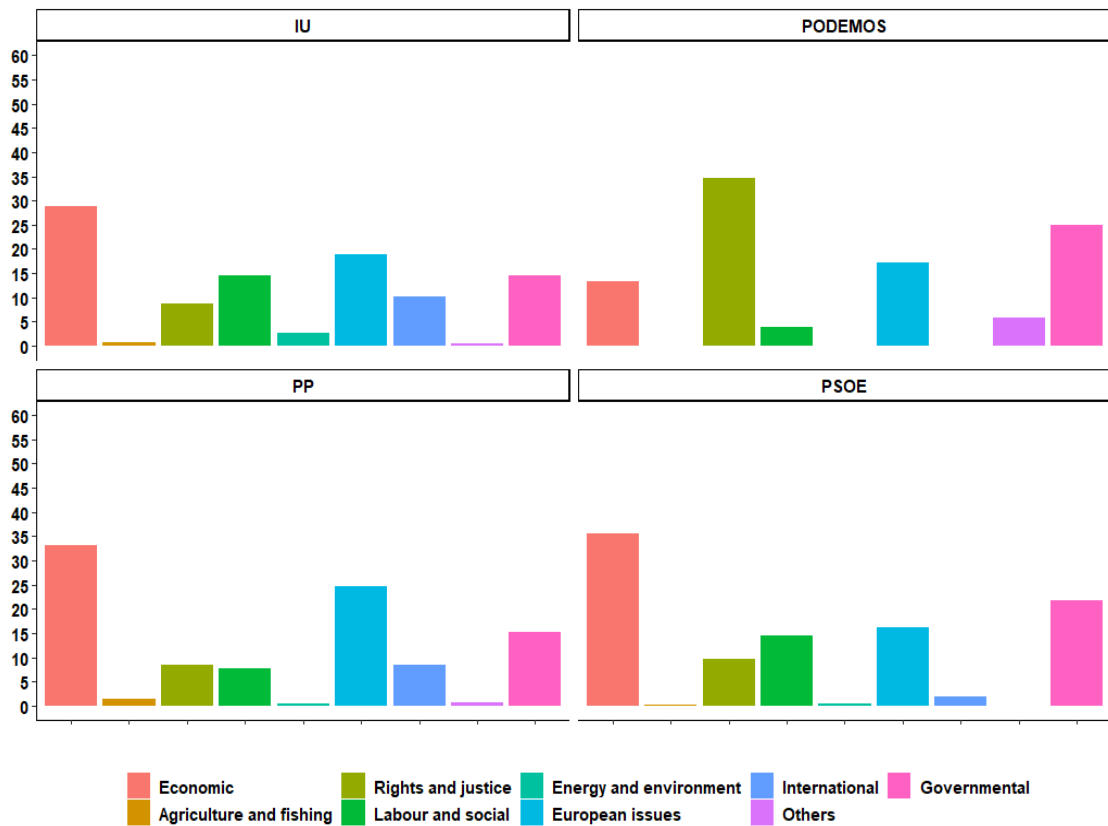 IU
PODEMOS
60
55
50
45
40
35
30
25
20
15
10
5
0
PP
PSOE
60
55
50
45
40
35
30
25
20
15
10
5
0
Economic
Rights and justice
Energy and environment
International
Governmental
Agriculture and fishing
Labour and social
European issues
Others